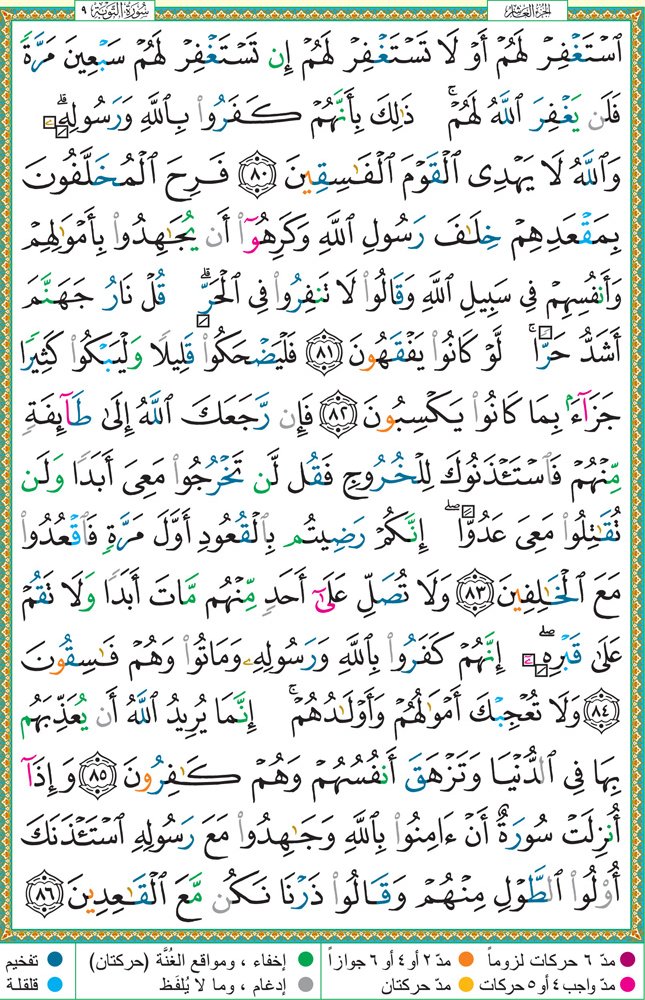 سُورَةُ التَّوْبَةِ ٩
الجزء العاشر
ٱسْتَغْفِرْ لَهُمْ أَوْ لَا تَسْتَغْفِرْ لَهُمْ إِن تَسْتَغْفِرْ لَهُمْ سَبْعِينَ مَرَّةً
فَلَن يَغْفِرَ ٱللَّهُ لَهُمْ ۚ ذَٰلِكَ بِأَنَّهُمْ كَفَرُوا۟ بِٱللَّهِ وَرَسُولِهِۦ ۗ
وَٱللَّهُ لَا يَهْدِى ٱلْقَوْمَ ٱلْفَـٰسِقِينَ ٨٠ فَرِحَ ٱلْمُخَلَّفُونَ
بِمَقْعَدِهِمْ خِلَـٰفَ رَسُولِ ٱللَّهِ وَكَرِهُوٓا۟ أَن يُجَـٰهِدُوا۟ بِأَمْوَٰلِهِمْ
وَأَنفُسِهِمْ فِى سَبِيلِ ٱللَّهِ وَقَالُوا۟ لَا تَنفِرُوا۟ فِى ٱلْحَرِّ ۗ قُلْ نَارُ جَهَنَّمَ
أَشَدُّ حَرًّا ۚ لَّوْ كَانُوا۟ يَفْقَهُونَ ٨١ فَلْيَضْحَكُوا۟ قَلِيلًا وَلْيَبْكُوا۟ كَثِيرًا
جَزَآءًۢ بِمَا كَانُوا۟ يَكْسِبُونَ ٨٢ فَإِن رَّجَعَكَ ٱللَّهُ إِلَىٰ طَآئِفَةٍ
مِّنْهُمْ فَٱسْتَـْٔذَنُوكَ لِلْخُرُوجِ فَقُل لَّن تَخْرُجُوا۟ مَعِىَ أَبَدًا وَلَن
تُقَـٰتِلُوا۟ مَعِىَ عَدُوًّا ۖ إِنَّكُمْ رَضِيتُم بِٱلْقُعُودِ أَوَّلَ مَرَّةٍ فَٱقْعُدُوا۟
مَعَ ٱلْخَـٰلِفِينَ ٨٣ وَلَا تُصَلِّ عَلَىٰٓ أَحَدٍ مِّنْهُم مَّاتَ أَبَدًا وَلَا تَقُمْ
عَلَىٰ قَبْرِهِۦٓ ۖ إِنَّهُمْ كَفَرُوا۟ بِٱللَّهِ وَرَسُولِهِۦ وَمَاتُوا۟ وَهُمْ فَـٰسِقُونَ
٨٤ وَلَا تُعْجِبْكَ أَمْوَٰلُهُمْ وَأَوْلَـٰدُهُمْ ۚ إِنَّمَا يُرِيدُ ٱللَّهُ أَن يُعَذِّبَهُم
بِهَا فِى ٱلدُّنْيَا وَتَزْهَقَ أَنفُسُهُمْ وَهُمْ كَـٰفِرُونَ ٨٥ وَإِذَآ
أُنزِلَتْ سُورَةٌ أَنْ ءَامِنُوا۟ بِٱللَّهِ وَجَـٰهِدُوا۟ مَعَ رَسُولِهِ ٱسْتَـْٔذَنَكَ
أُو۟لُوا۟ ٱلطَّوْلِ مِنْهُمْ وَقَالُوا۟ ذَرْنَا نَكُن مَّعَ ٱلْقَـٰعِدِينَ ٨٦
مدّ ٦ حركات لزوماً مدّ ٢ أو ٤ أو ٦ جوازاً إخفاء ، ومواقع الغُنَّة (حركتان) تفخيم
مدّ واجب ٤ أو ٥ حركات مدّ حركتان إدغام ، وما لا يُلفَظ قلقلة